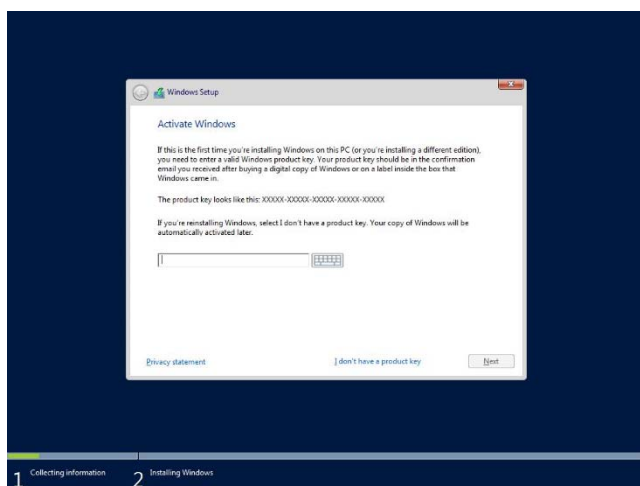 Windows Setup
Activate Windows
If this is the first time you're installing Windows on this PC (or you're installing a different edition),
you need to enter a valid Windows product key. Your product key should be in the confirmation
email you received after buying a digital copy of Windows or on a label inside the box that
Windows came in.
The product key looks like this: XXXXX-XXXXX-XXXXX-XXXXX-XXXXX
If you're reinstalling Windows, select I don't have a product key. Your copy of Windows will be
automatically activated later.
Privacy statement
I don't have a product key
Next
1 Collecting information
2 Installing Windows